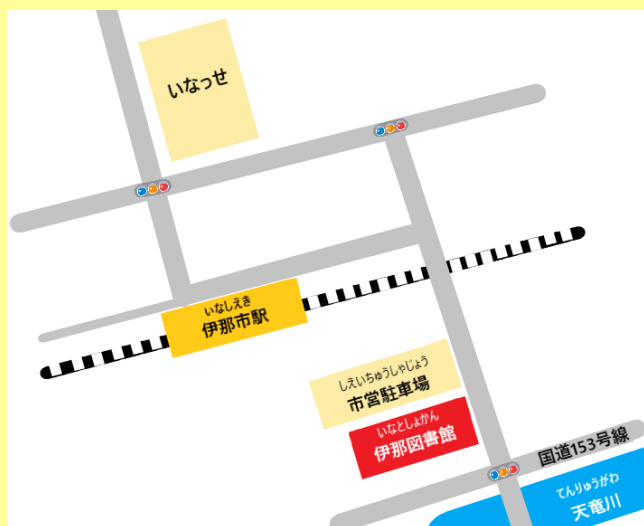 いなっせ
いなしえき
伊那市駅
しえいちゅうしゃじょう
市営駐車場
いなとしょかん
伊那図書館
国道153号線
てんりゅうがわ
天竜川